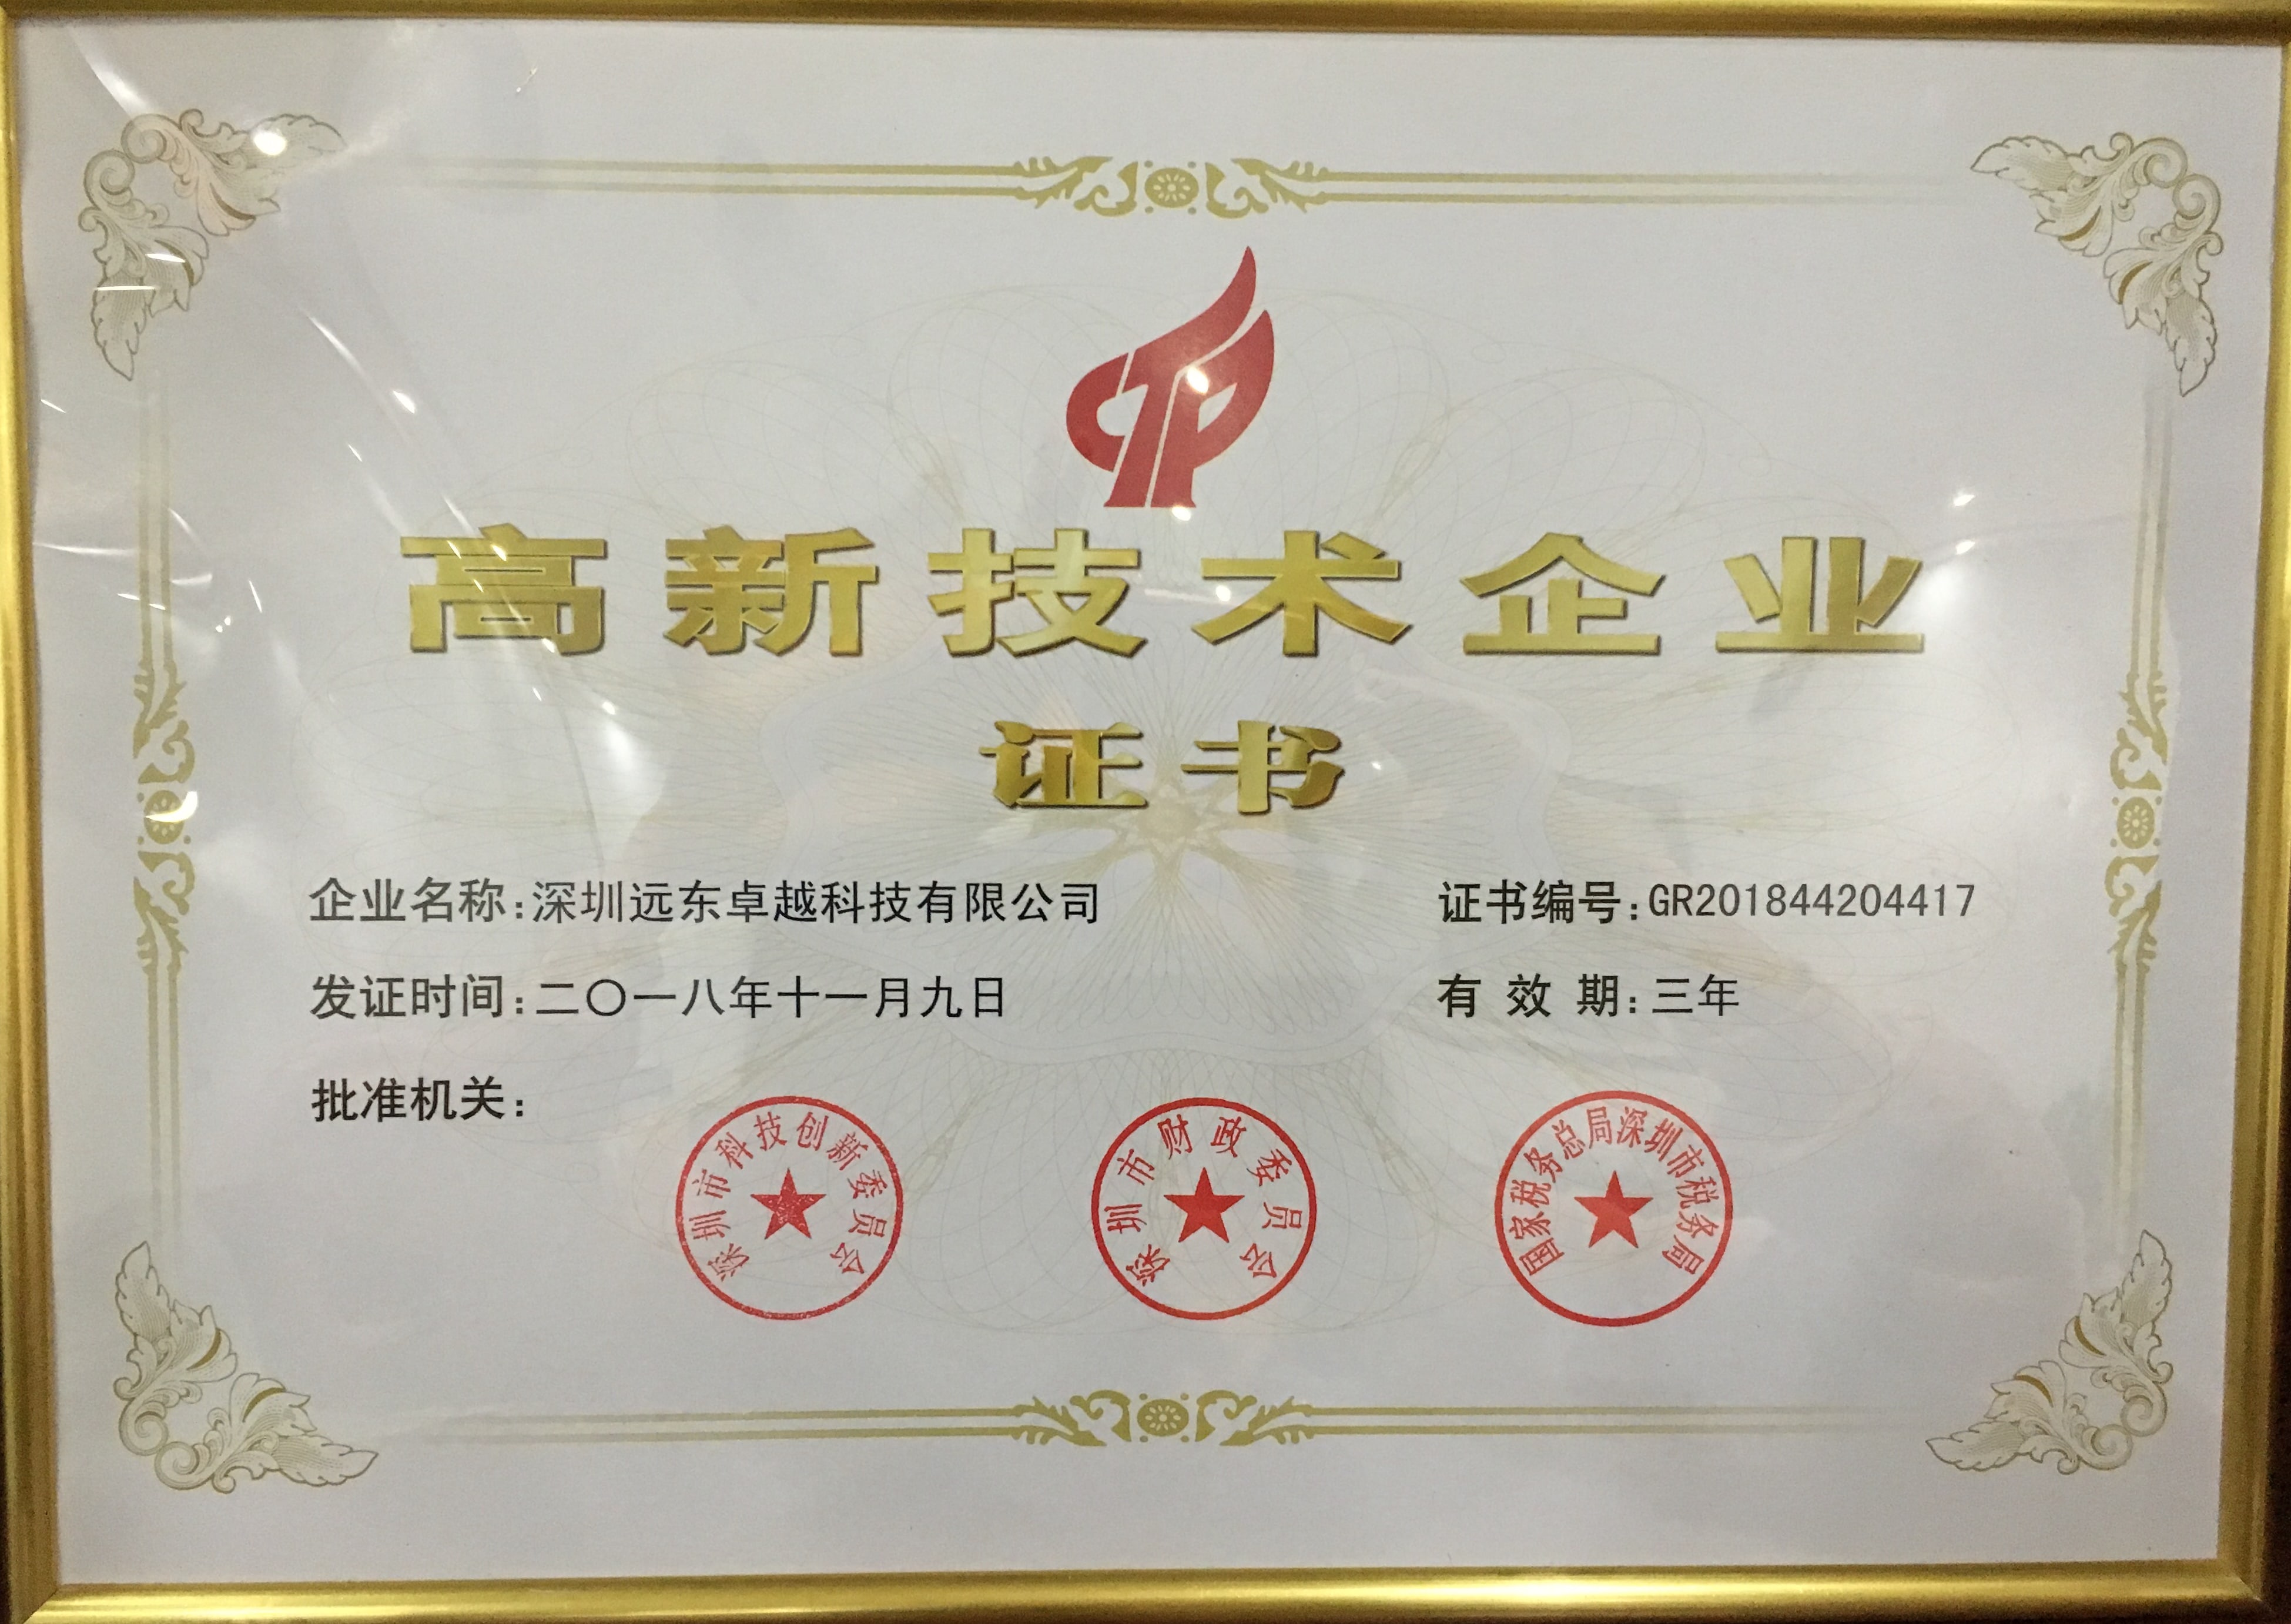 高新技术企业
证书
企业名称:深圳远东卓越科技有限公司
证书编号:GR201844204417
发证时间:二〇一八年十一月九日
有效期:三年
批准机关:
深圳市科技创新委员会
深圳市财政委员会
国家税务总局深圳市税务局